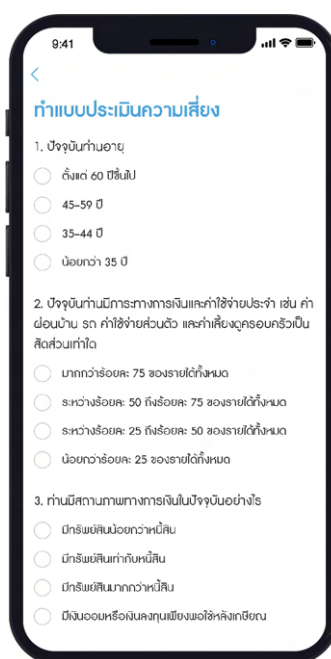 9:41
ทำแบบประเมินความเสี่ยง
1. ปัจจุบันท่านอายุ
ตั้งแต่ 60 ปีขึ้นไป
45-59 ปี
35-44 ปี
น้อยกว่า 35 ปี
2. ปัจจุบันท่านมีภาระทางการเงินและค่าใช้จ่ายประจำ เช่น ค่า
ผ่อนบ้าน รถ ค่าใช้จ่ายส่วนตัว และค่าเลี้ยงดูครอบครัวเป็น
สัดส่วนเท่าใด
มากกว่าร้อยละ 75 ของรายได้ทั้งหมด
ระหว่างร้อยละ 50 ถึงร้อยละ 75 ของรายได้ทั้งหมด
ระหว่างร้อยละ 25 ถึงร้อยละ 50 ของรายได้ทั้งหมด
น้อยกว่าร้อยละ 25 ของรายได้ทั้งหมด
3. ท่านมีสถานภาพทางการเงินในปัจจุบันอย่างไร
มีทรัพย์สินน้อยกว่าหนี้สิน
มีทรัพย์สินเท่ากับหนี้สิน
มีทรัพย์สินมากกว่าหนี้สิน
มีเงินออมหรือเงินลงทุนเพียงพอใช้หลังเกษียณ